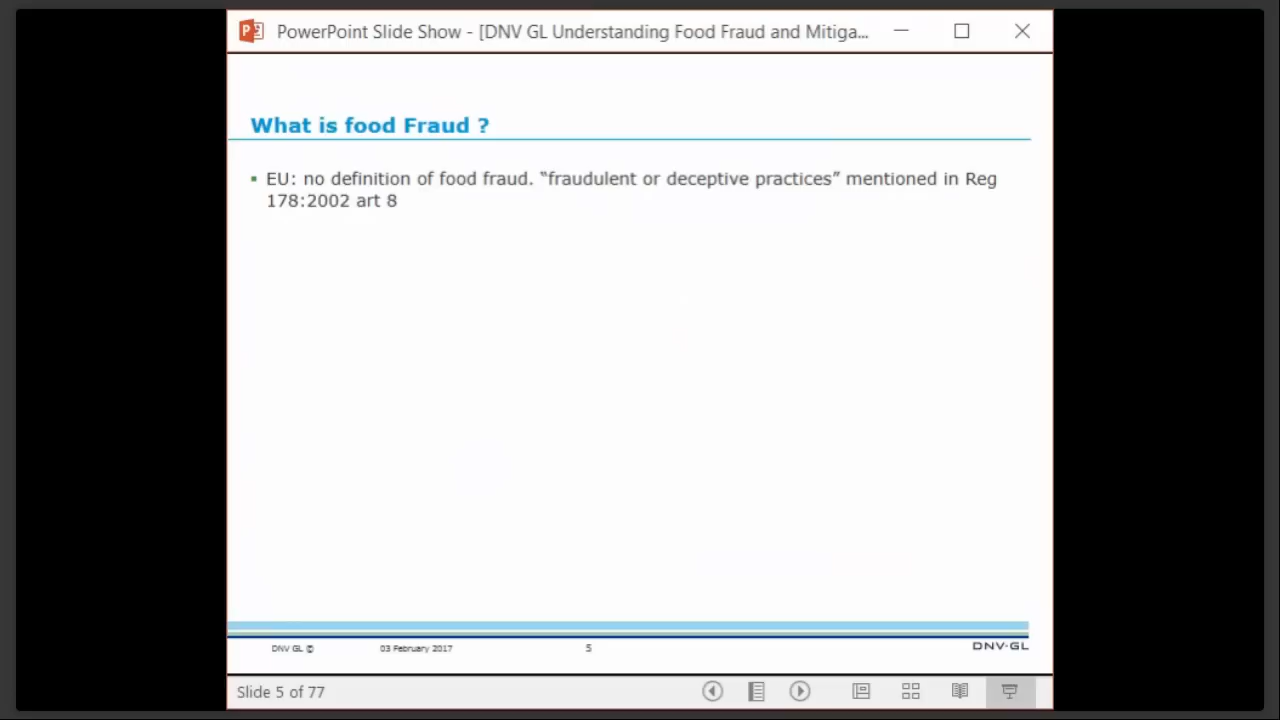 PowerPoint Slide Show - [DNV GL Understanding Food Fraud and Mitiga...
What is food Fraud ?
▪ EU: no definition of food fraud. “fraudulent or deceptive practices” mentioned in Reg
178:2002 art 8
DNV GL © 03 February 2017 5 DNV·GL
Slide 5 of 77